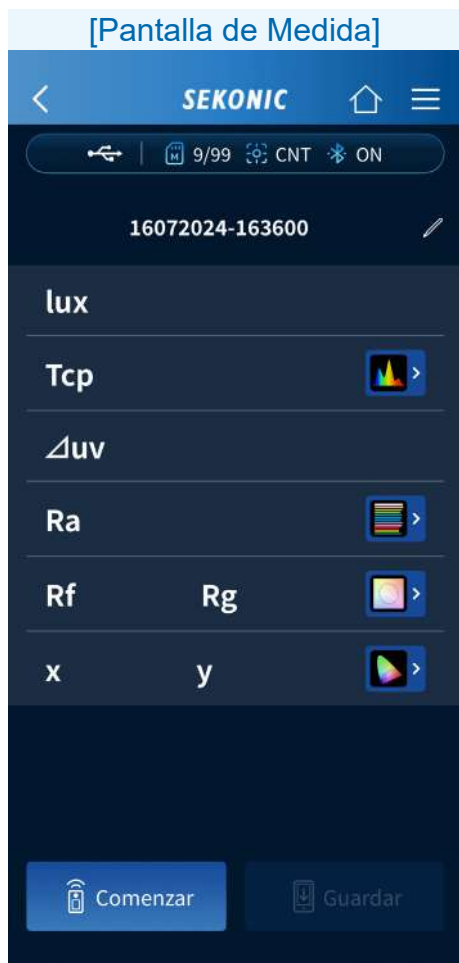 [Pantalla de Medida]
SEKONIC
M 9/99 CNT ON
16072024-163600
lux
Tcp
⊿uv
Ra
Rf Rg
x y
Comenzar Guardar